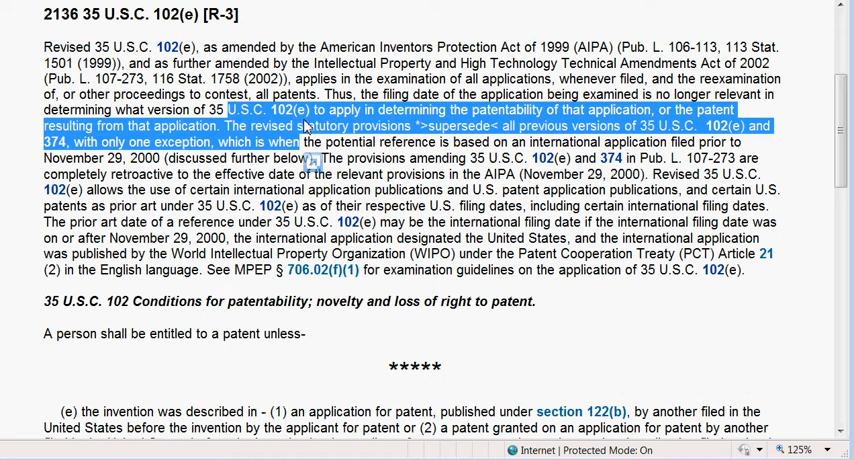 2136 35 U.S.C. 102(e) [R-3]
Revised 35 U.S.C. 102(e), as amended by the American Inventors Protection Act of 1999 (AIPA) (Pub. L. 106-113, 113 Stat.
1501 (1999)), and as further amended by the Intellectual Property and High Technology Technical Amendments Act of 2002
(Pub. L. 107-273, 116 Stat. 1758 (2002)), applies in the examination of all applications, whenever filed, and the reexamination
of, or other proceedings to contest, all patents. Thus, the filing date of the application being examined is no longer relevant in
determining what version of 35 U.S.C. 102(e) to apply in determining the patentability of that application, or the patent
resulting from that application. The revised statutory provisions *>supersede< all previous versions of 35 U.S.C. 102(e) and
374, with only one exception, which is when the potential reference is based on an international application filed prior to
November 29, 2000 (discussed further below). The provisions amending 35 U.S.C. 102(e) and 374 in Pub. L. 107-273 are
completely retroactive to the effective date of the relevant provisions in the AIPA (November 29, 2000). Revised 35 U.S.C.
102(e) allows the use of certain international application publications and U.S. patent application publications, and certain U.S.
patents as prior art under 35 U.S.C. 102(e) as of their respective U.S. filing dates, including certain international filing dates.
The prior art date of a reference under 35 U.S.C. 102(e) may be the international filing date if the international filing date was
on or after November 29, 2000, the international application designated the United States, and the international application
was published by the World Intellectual Property Organization (WIPO) under the Patent Cooperation Treaty (PCT) Article 21
(2) in the English language. See MPEP § 706.02(f)(1) for examination guidelines on the application of 35 U.S.C. 102(e).
35 U.S.C. 102 Conditions for patentability; novelty and loss of right to patent.
A person shall be entitled to a patent unless-
*****
(e) the invention was described in - (1) an application for patent, published under section 122(b), by another filed in the
United States before the invention by the applicant for patent or (2) a patent granted on an application for patent by another
Internet | Protected Mode: On
125%